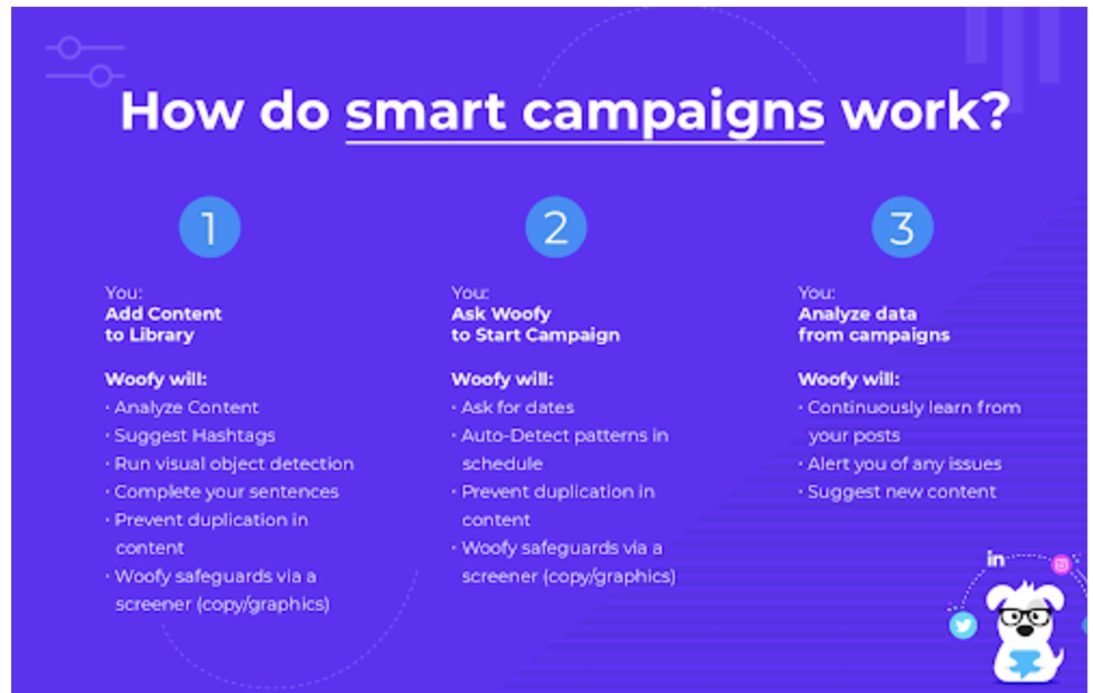 How do smart campaigns work?
1
You:
Add Content
to Library
Woofy will:
· Analyze Content
· Suggest Hashtags
· Run visual object detection
· Complete your sentences
· Prevent duplication in
content
· Woofy safeguards via a
screener (copy/graphics)
2
You:
Ask Woofy
to Start Campaign
Woofy will:
· Ask for dates
· Auto-Detect patterns in
schedule
· Prevent duplication in
content
· Woofy safeguards via a
screener (copy/graphics)
3
You:
Analyze data
from campaigns
Woofy will:
· Continuously learn from
your posts
· Alert you of any issues
· Suggest new content
in